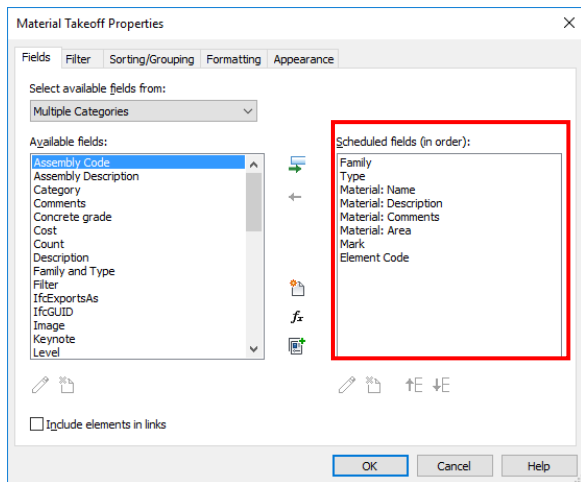 Material Takeoff Properties
Fields Filter Sorting/Grouping Formatting Appearance
Select available fields from:
Multiple Categories
Available fields:
Assembly Code
Assembly Description
Category
Comments
Concrete grade
Cost
Count
Description
Family and Type
Filter
IfcExportsAs
IfcGUID
Image
Keynote
Level
fx
Scheduled fields (in order):
Family
Type
Material: Name
Material: Description
Material: Comments
Material: Area
Mark
Element Code
Include elements in links
OK Cancel Help